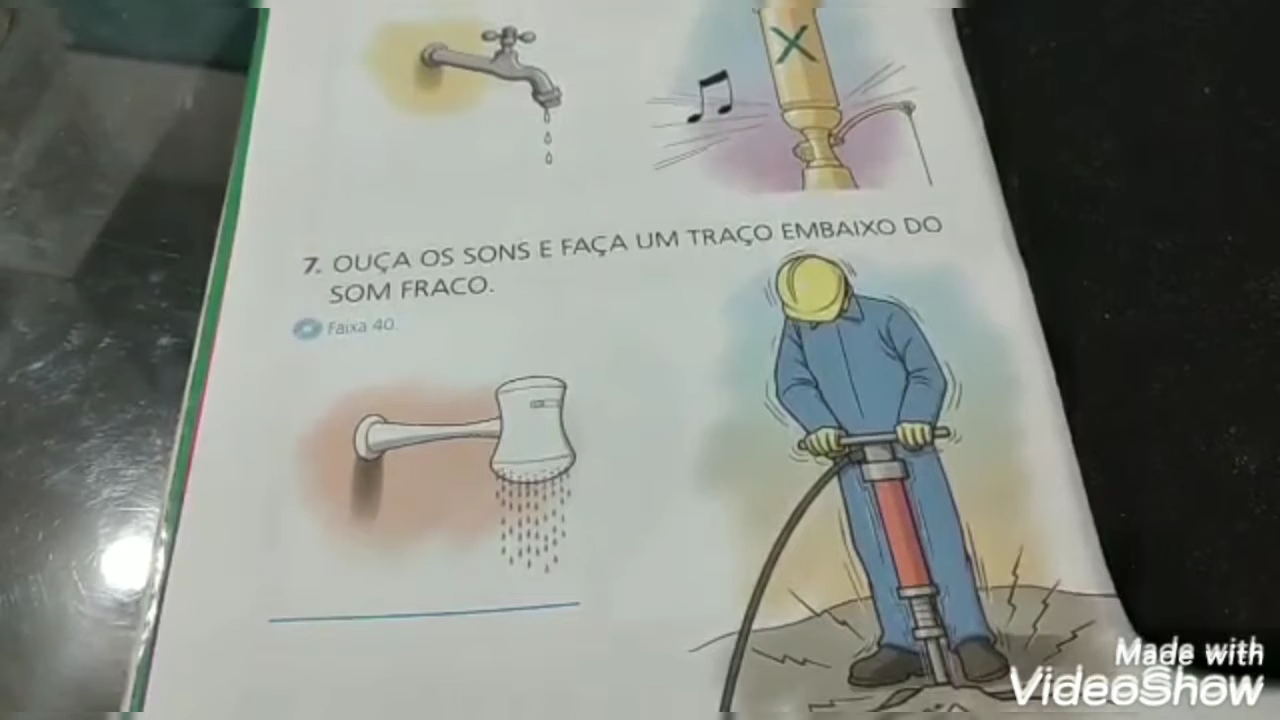 X
7. OUÇA OS SONS E FAÇA UM TRAÇO EMBAIXO DO
SOM FRACO.
Faixa 40.
Made with
VideoShow